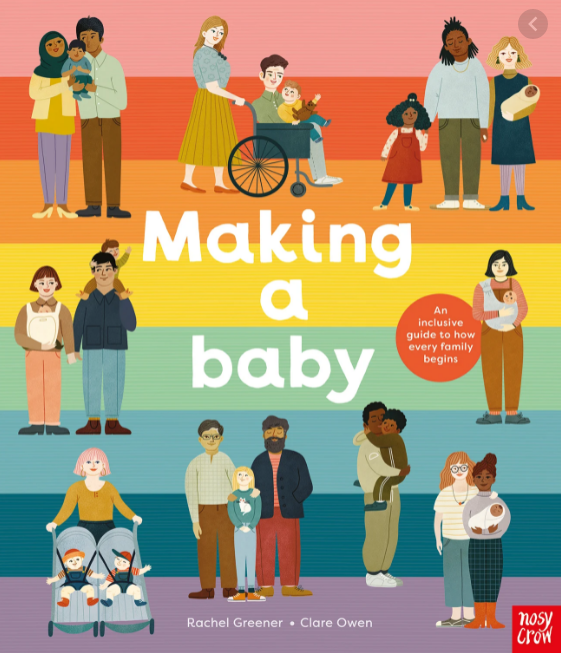 Making
a
baby
An
inclusive
guide to how
every family
begins
Rachel Greener • Clare Owen
nosy
crow